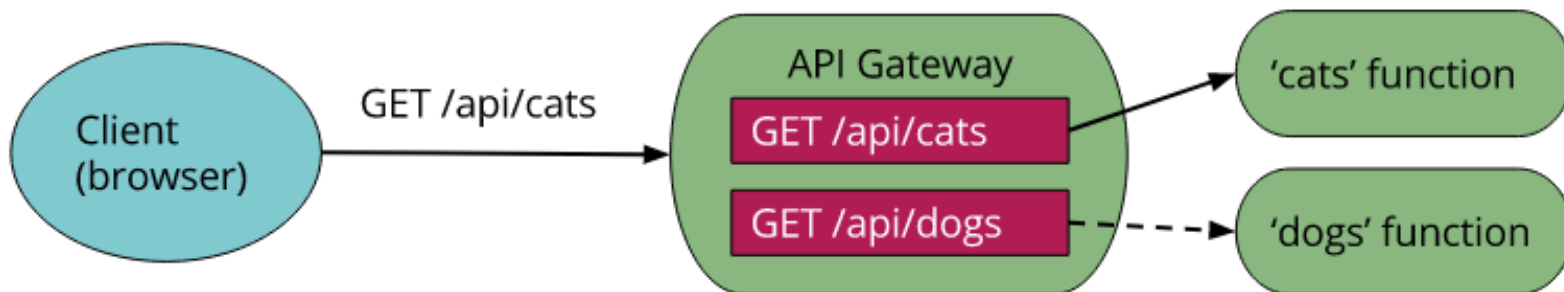 Client
(browser)
GET /api/cats
API Gateway
GET /api/cats
GET /api/dogs
‘cats’ function
‘dogs’ function